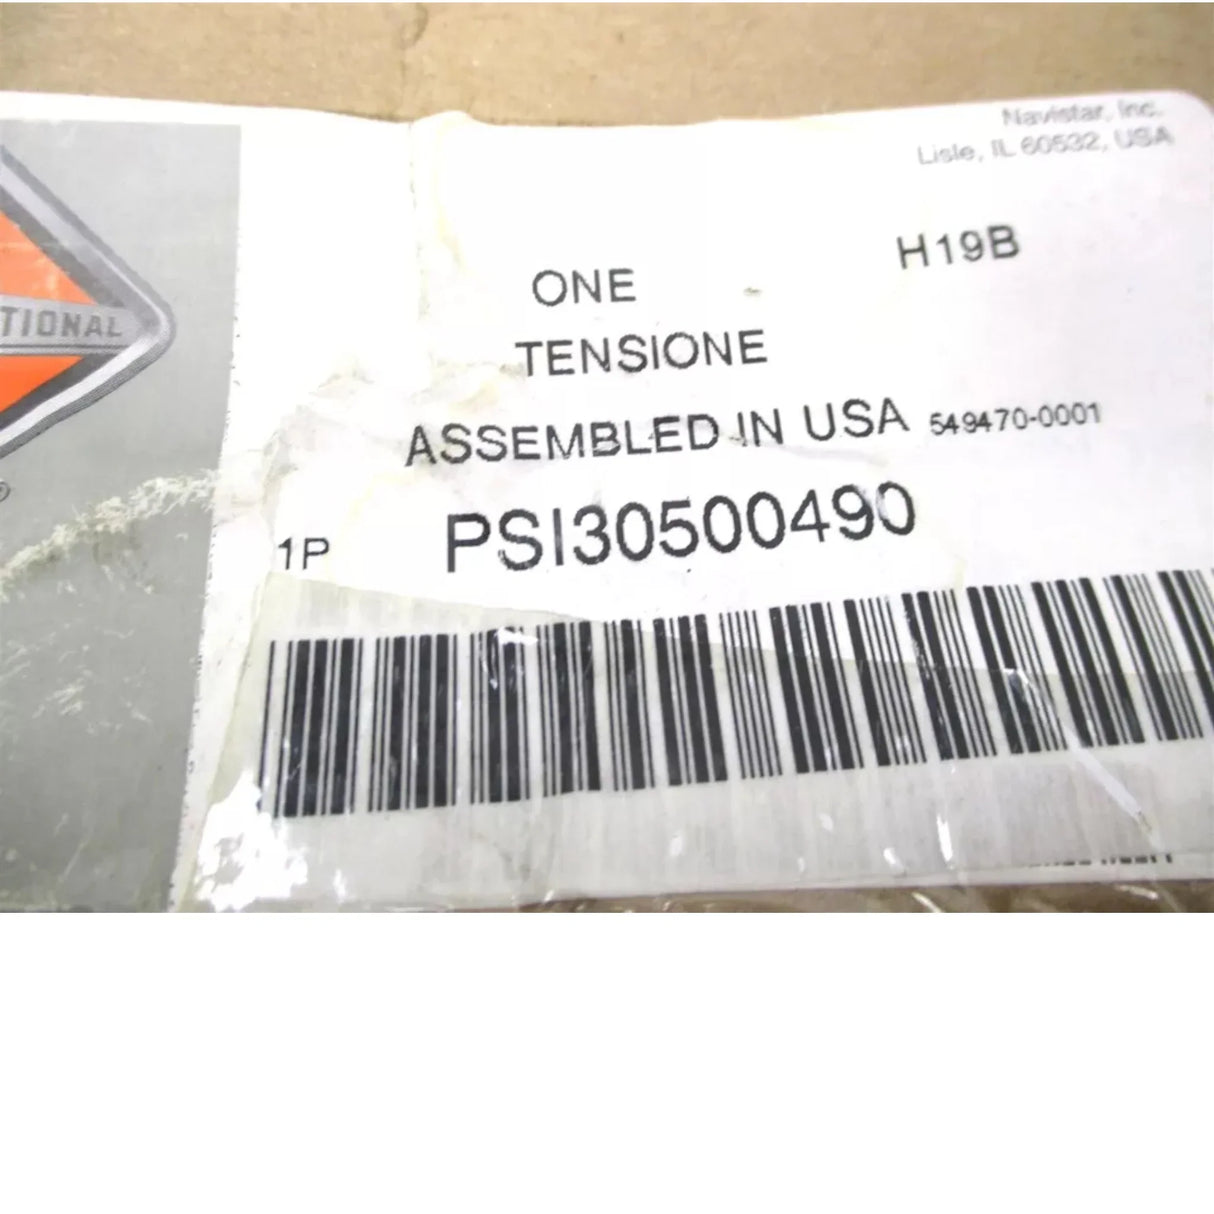 Navistar, Inc.
Lisle, IL 60532, USA
H19B
ONE
TENSIONE
ASSEMBLED IN USA 549470-0001
1P PSI30500490
TIONAL
®